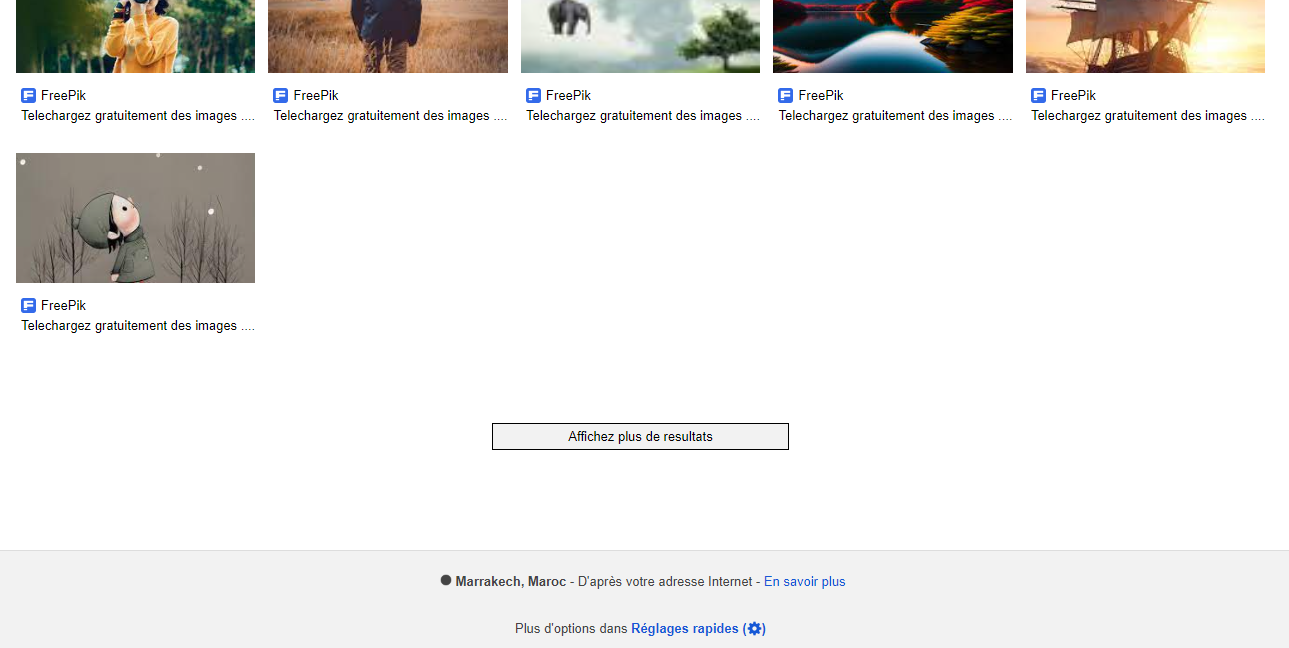 FreePik FreePik FreePik FreePik FreePik
Telechargez gratuitement des images .... Telechargez gratuitement des images .... Telechargez gratuitement des images .... Telechargez gratuitement des images .... Telechargez gratuitement des images ....
FreePik
Telechargez gratuitement des images ....
Affichez plus de resultats
Marrakech, Maroc - D'après votre adresse Internet - En savoir plus
Plus d'options dans Réglages rapides (⚙)